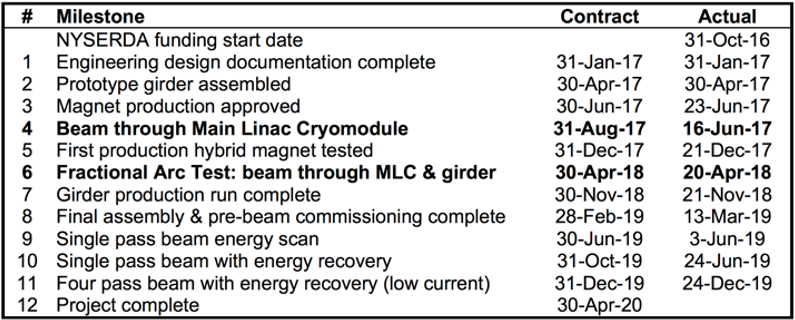 # Milestone Contract Actual
NYSERDA funding start date 31-Oct-16
1 Engineering design documentation complete 31-Jan-17 31-Jan-17
2 Prototype girder assembled 30-Apr-17 30-Apr-17
3 Magnet production approved 30-Jun-17 23-Jun-17
4 Beam through Main Linac Cryomodule 31-Aug-17 16-Jun-17
5 First production hybrid magnet tested 31-Dec-17 21-Dec-17
6 Fractional Arc Test: beam through MLC & girder 30-Apr-18 20-Apr-18
7 Girder production run complete 30-Nov-18 21-Nov-18
8 Final assembly & pre-beam commissioning complete 28-Feb-19 13-Mar-19
9 Single pass beam energy scan 30-Jun-19 3-Jun-19
10 Single pass beam with energy recovery 31-Oct-19 24-Jun-19
11 Four pass beam with energy recovery (low current) 31-Dec-19 24-Dec-19
12 Project complete 30-Apr-20